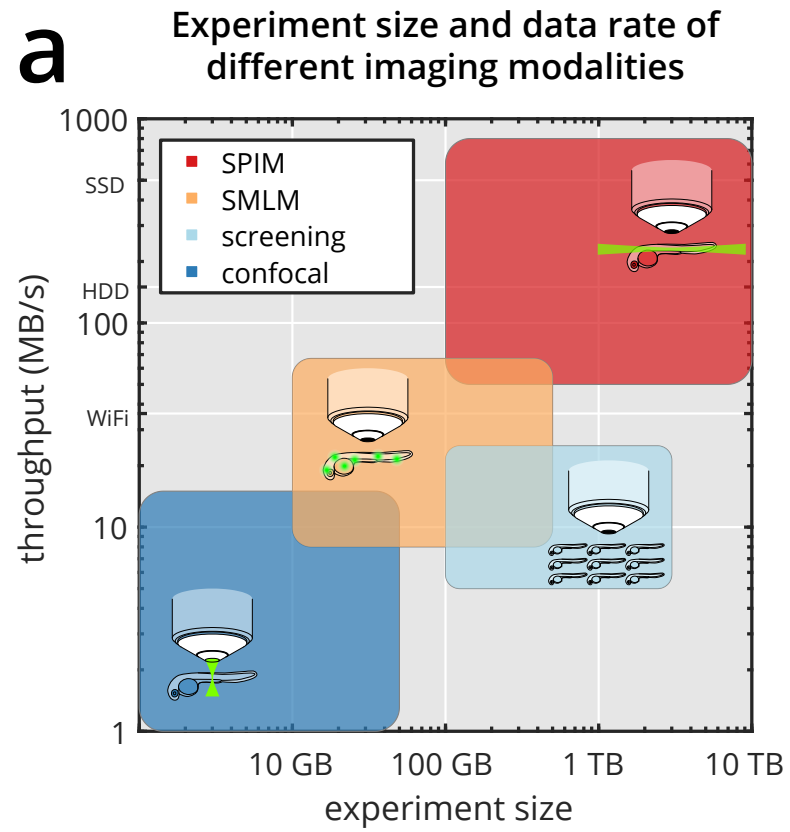 a
Experiment size and data rate of
different imaging modalities
1000
SSD
HDD
100
WiFi
10
1
throughput (MB/s)
SPIM
SMLM
screening
confocal
10 GB
100 GB
1 TB
10 TB
experiment size